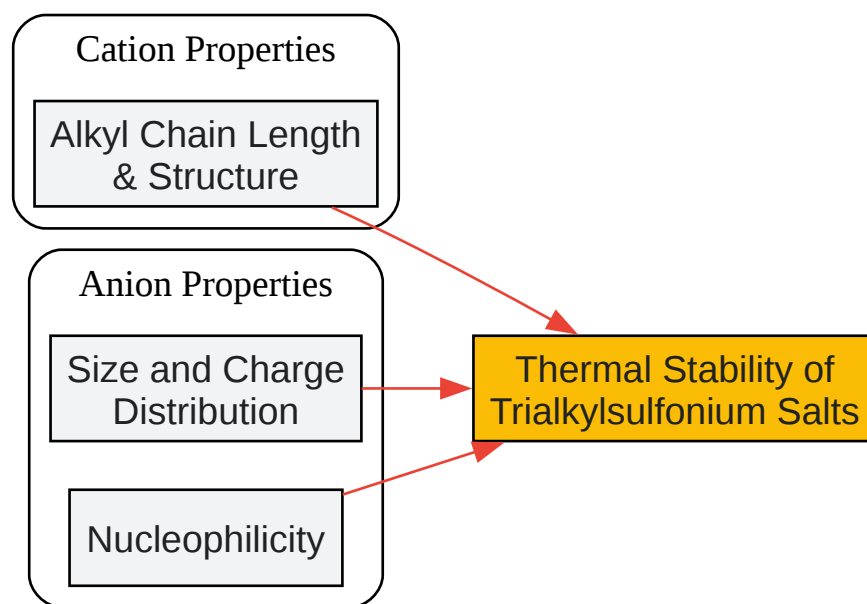 Cation Properties
Alkyl Chain Length
& Structure
Anion Properties
Size and Charge
Distribution
Nucleophilicity
Thermal Stability of
Trialkylsulfonium Salts